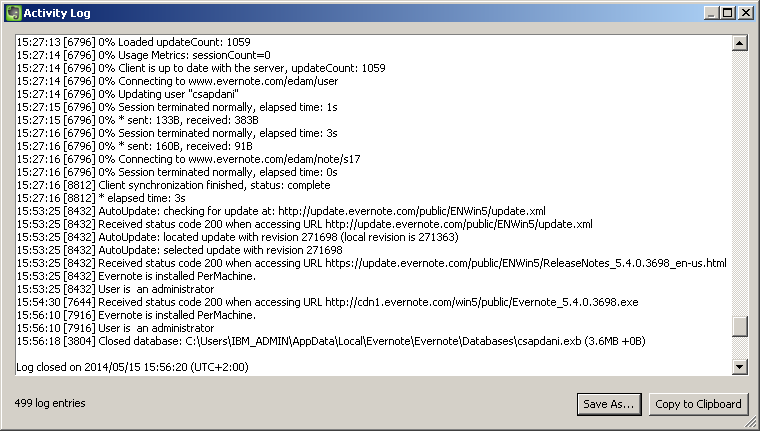 Activity Log
15:27:13 [6796] 0% Loaded updateCount: 1059
15:27:14 [6796] 0% Usage Metrics: sessionCount=0
15:27:14 [6796] 0% Client is up to date with the server, updateCount: 1059
15:27:14 [6796] 0% Connecting to www.evernote.com/edam/user
15:27:14 [6796] 0% Updating user "csapdani"
15:27:15 [6796] 0% Session terminated normally, elapsed time: 1s
15:27:15 [6796] 0% * sent: 133B, received: 383B
15:27:16 [6796] 0% Session terminated normally, elapsed time: 3s
15:27:16 [6796] 0% * sent: 160B, received: 91B
15:27:16 [6796] 0% Connecting to www.evernote.com/edam/note/s17
15:27:16 [6796] 0% Session terminated normally, elapsed time: 0s
15:27:16 [8812] Client synchronization finished, status: complete
15:27:16 [8812] * elapsed time: 3s
15:53:25 [8432] AutoUpdate: checking for update at: http://update.evernote.com/public/ENWin5/update.xml
15:53:25 [8432] Received status code 200 when accessing URL http://update.evernote.com/public/ENWin5/update.xml
15:53:25 [8432] AutoUpdate: located update with revision 271698 (local revision is 271363)
15:53:25 [8432] AutoUpdate: selected update with revision 271698
15:53:25 [8432] Received status code 200 when accessing URL https://update.evernote.com/public/ENWin5/ReleaseNotes_5.4.0.3698_en-us.html
15:53:25 [8432] Evernote is installed PerMachine.
15:53:25 [8432] User is  an administrator
15:54:30 [7644] Received status code 200 when accessing URL http://cdn1.evernote.com/win5/public/Evernote_5.4.0.3698.exe
15:56:10 [7916] Evernote is installed PerMachine.
15:56:10 [7916] User is  an administrator
15:56:18 [3804] Closed database: C:\Users\IBM_ADMIN\AppData\Local\Evernote\Evernote\Databases\csapdani.exb (3.6MB +0B)
Log closed on 2014/05/15 15:56:20 (UTC+2:00)
499 log entries
Save As...
Copy to Clipboard